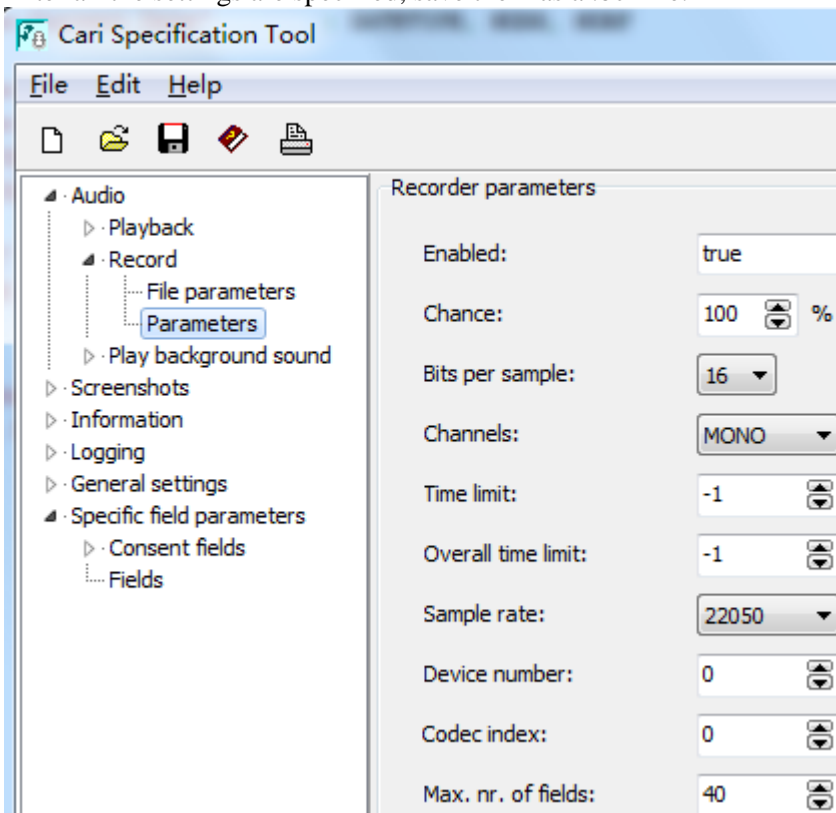 Cari Specification Tool
File Edit Help
Audio
Playback
Record
File parameters
Parameters
Play background sound
Screenshots
Information
Logging
General settings
Specific field parameters
Consent fields
Fields
Recorder parameters
Enabled: true
Chance: 100 %
Bits per sample: 16
Channels: MONO
Time limit: -1
Overall time limit: -1
Sample rate: 22050
Device number: 0
Codec index: 0
Max. nr. of fields: 40